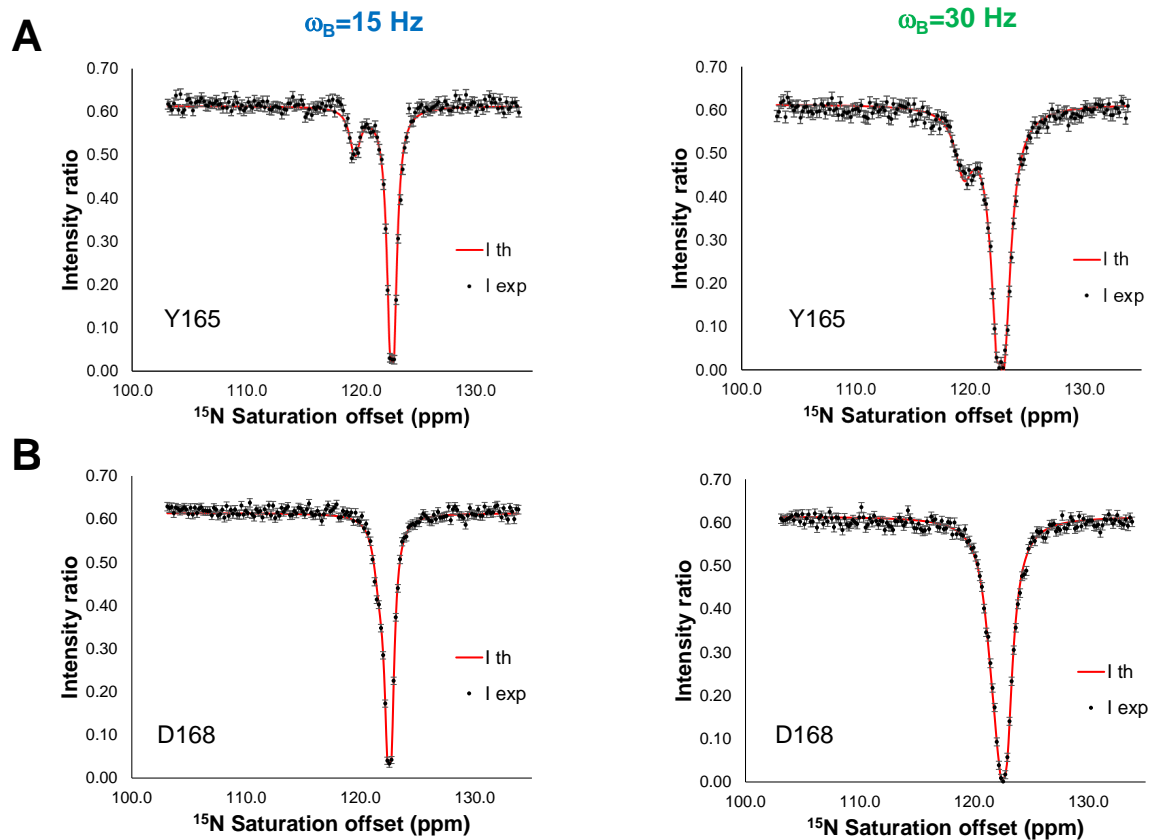 A
ωB=15 Hz
ωB=30 Hz
0.70
0.60
0.50
0.40
0.30
0.20
0.10
0.00
Intensity ratio
I th
I exp
Y165
100.0 110.0 120.0 130.0
¹⁵N Saturation offset (ppm)
0.70
0.60
0.50
0.40
0.30
0.20
0.10
0.00
Intensity ratio
I th
I exp
Y165
100.0 110.0 120.0 130.0
¹⁵N Saturation offset (ppm)
B
0.70
0.60
0.50
0.40
0.30
0.20
0.10
0.00
Intensity ratio
I th
I exp
D168
100.0 110.0 120.0 130.0
¹⁵N Saturation offset (ppm)
0.70
0.60
0.50
0.40
0.30
0.20
0.10
0.00
Intensity ratio
I th
I exp
D168
100.0 110.0 120.0 130.0
¹⁵N Saturation offset (ppm)